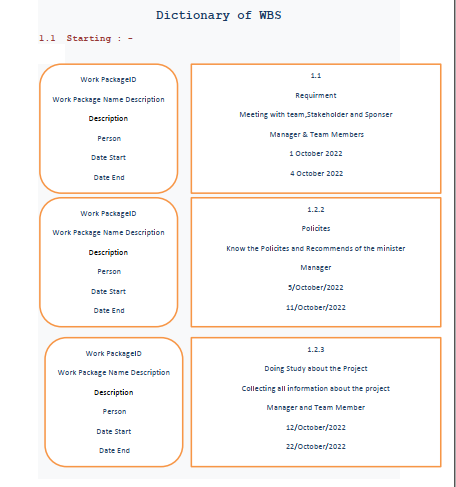 Dictionary of WBS
1.1 Starting : -
Work PackageID
Work Package Name Description
Description
Person
Date Start
Date End
1.1
Requirment
Meeting with team,Stakeholder and Sponser
Manager & Team Members
1 October 2022
4 October 2022
Work PackageID
Work Package Name Description
Description
Person
Date Start
Date End
1.2.2
Policites
Know the Policites and Recommends of the minister
Manager
5/October/2022
11/October/2022
Work PackageID
Work Package Name Description
Description
Person
Date Start
Date End
1.2.3
Doing Study about the Project
Collecting all information about the project
Manager and Team Member
12/October/2022
22/October/2022